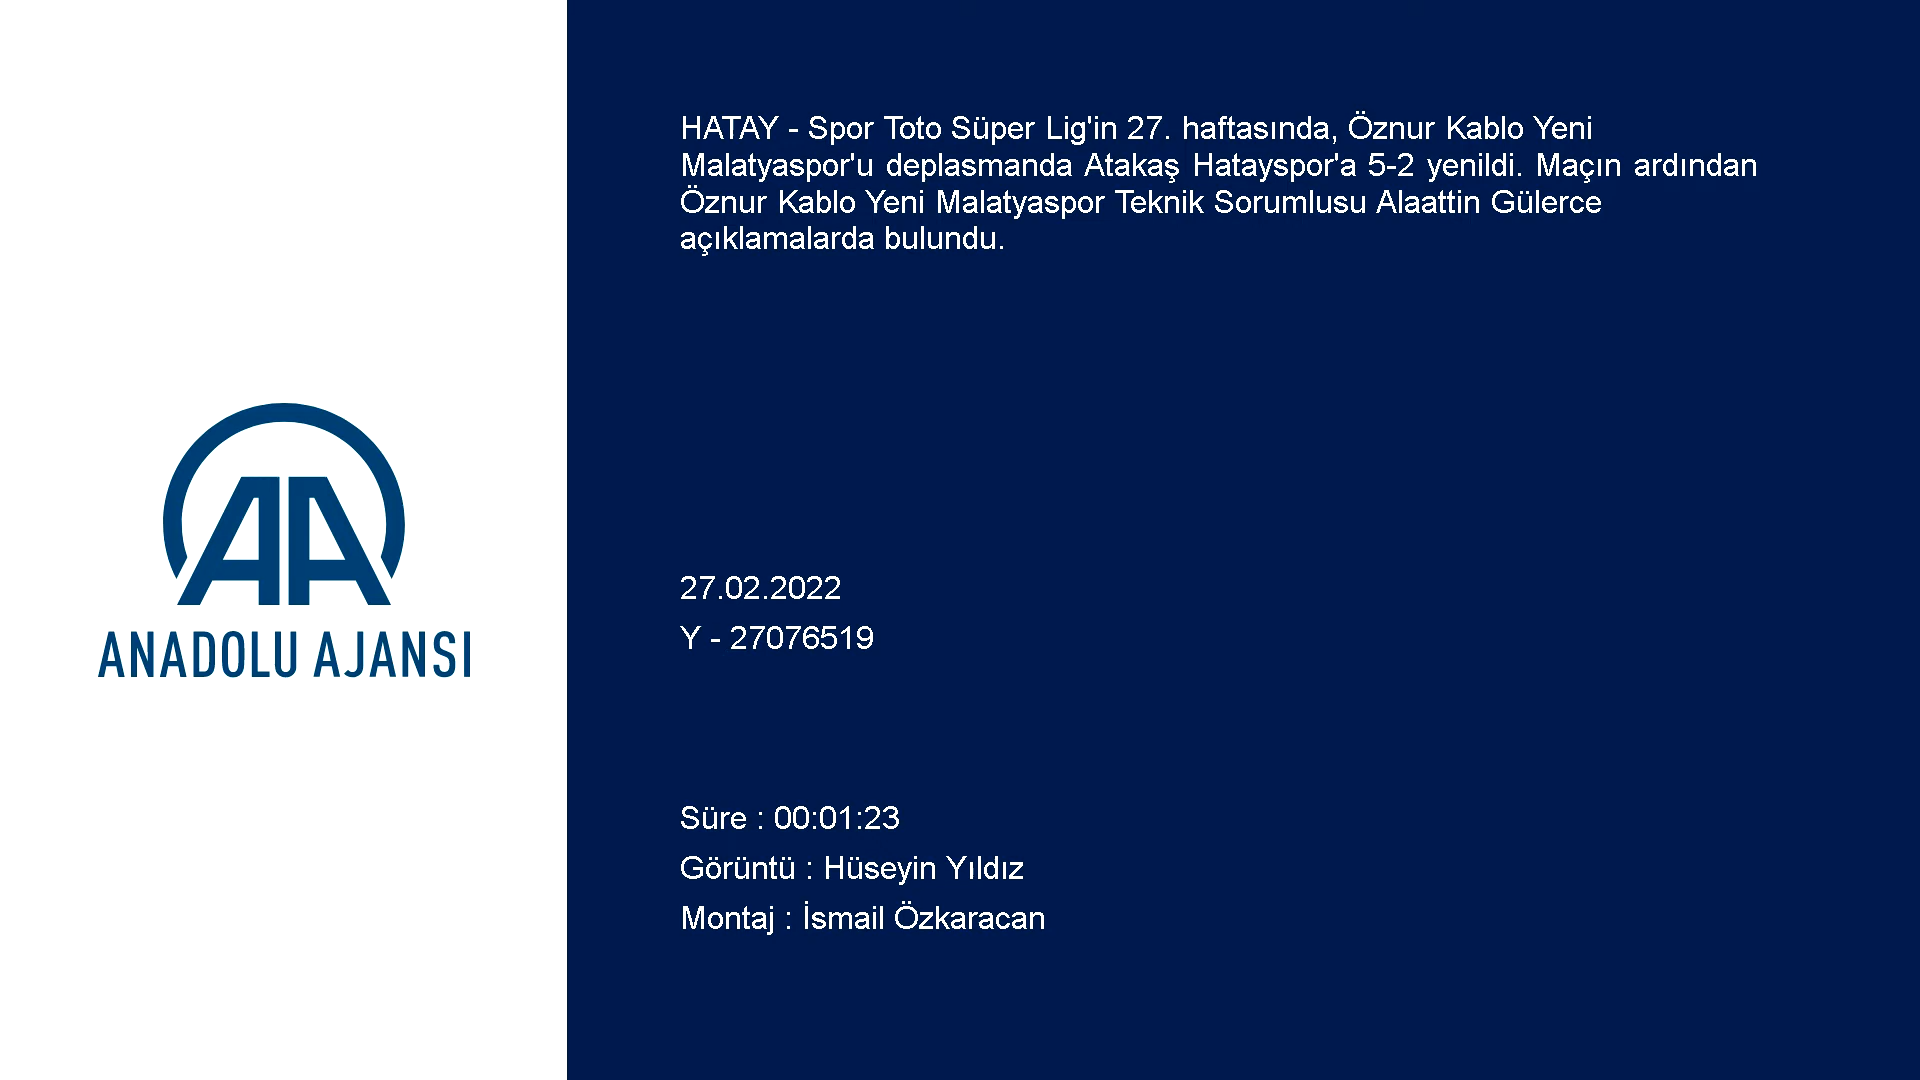 HATAY - Spor Toto Süper Lig'in 27. haftasında, Öznur Kablo Yeni
Malatyaspor'u deplasmanda Atakaş Hatayspor'a 5-2 yenildi. Maçın ardından
Öznur Kablo Yeni Malatyaspor Teknik Sorumlusu Alaattin Gülerce
açıklamalarda bulundu.
AA
ANADOLU AJANSI
27.02.2022
Y - 27076519
Süre : 00:01:23
Görüntü : Hüseyin Yıldız
Montaj : İsmail Özkaracan